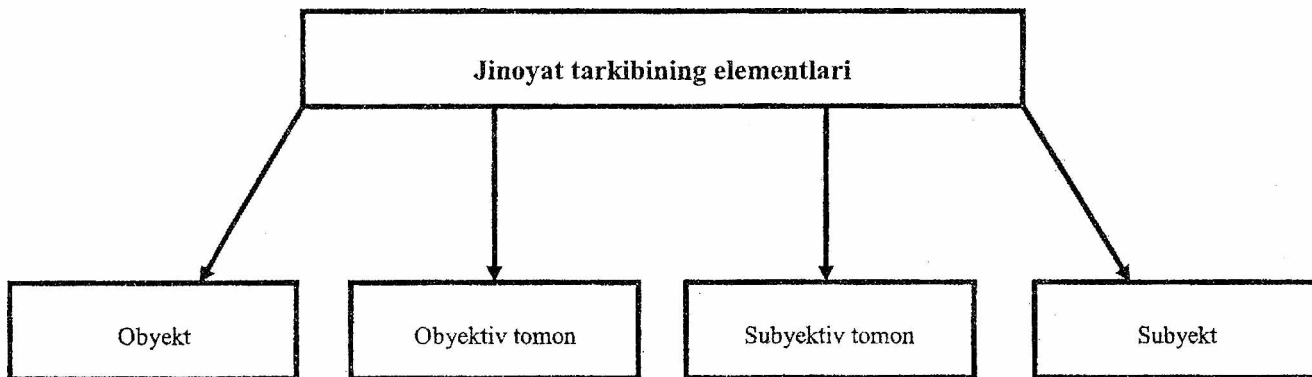 Jinoyat tarkibining elementlari
Obyekt
Obyektiv tomon
Subyektiv tomon
Subyekt